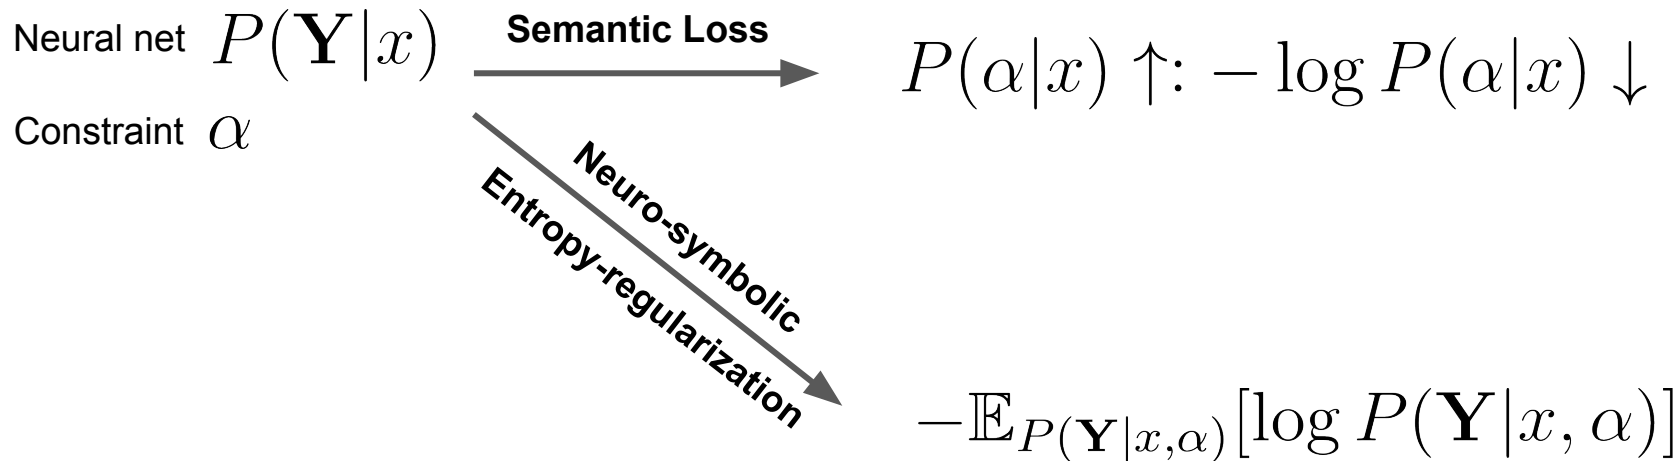 Neural net P(𝐘|x)
Semantic Loss
P(α|x) ↑: − log P(α|x) ↓
Constraint α
Neuro-symbolic
Entropy-regularization
−𝔼_{P(𝐘|x,α)}[log P(𝐘|x, α)]